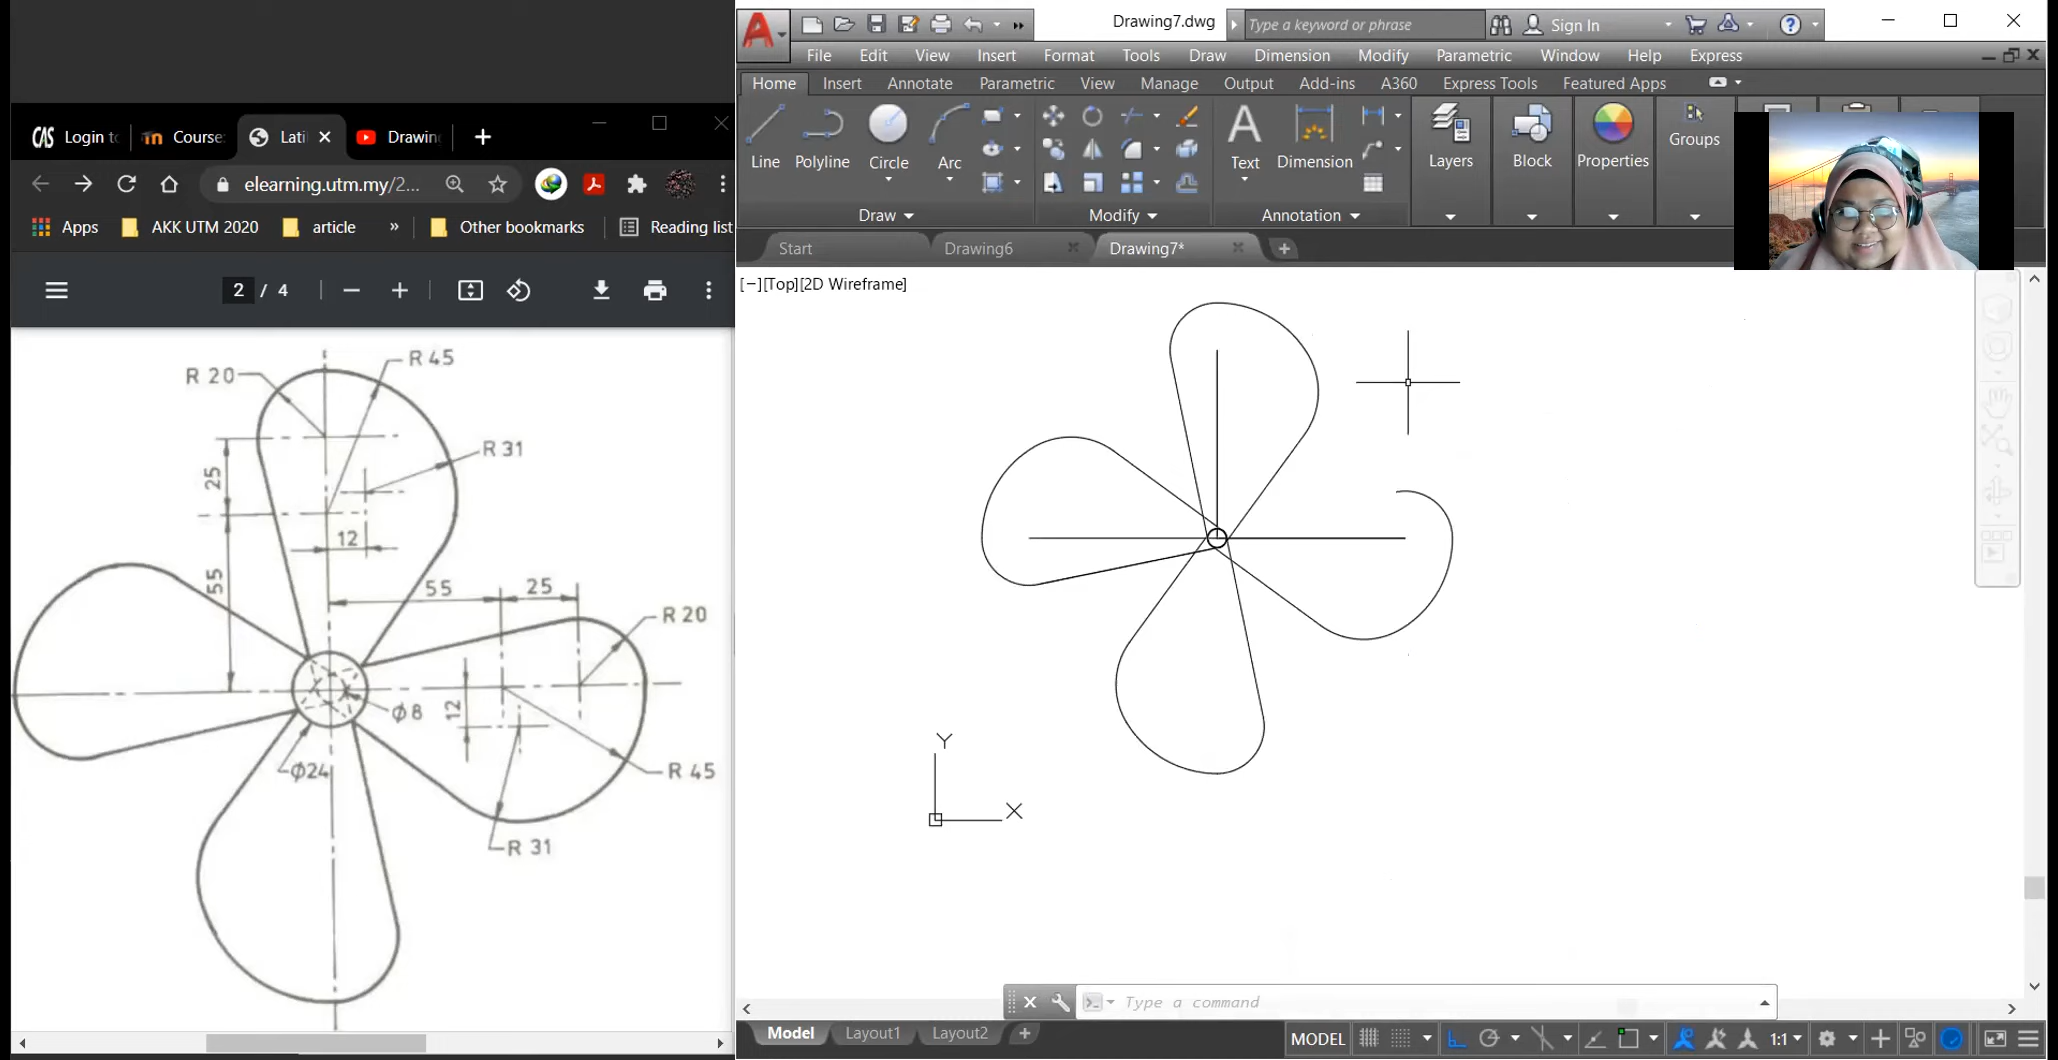 CAS Login to
Course:
Lati
Drawing
elearning.utm.my/2...
Apps
AKK UTM 2020
article
»
Other bookmarks
Reading list
2 / 4
R 45
R 20
R 31
25
12
55
55
25
R 20
12
Φ8
Φ24
R 45
R 31
Drawing7.dwg
Type a keyword or phrase
Sign In
File Edit View Insert Format Tools Draw Dimension Modify Parametric Window Help Express
Home Insert Annotate Parametric View Manage Output Add-ins A360 Express Tools Featured Apps
Line Polyline Circle Arc
Text Dimension
Layers Block Properties Groups
Draw Modify Annotation
Start Drawing6 Drawing7*
[−][Top][2D Wireframe]
Y
X
Type a command
Model Layout1 Layout2
MODEL 1:1